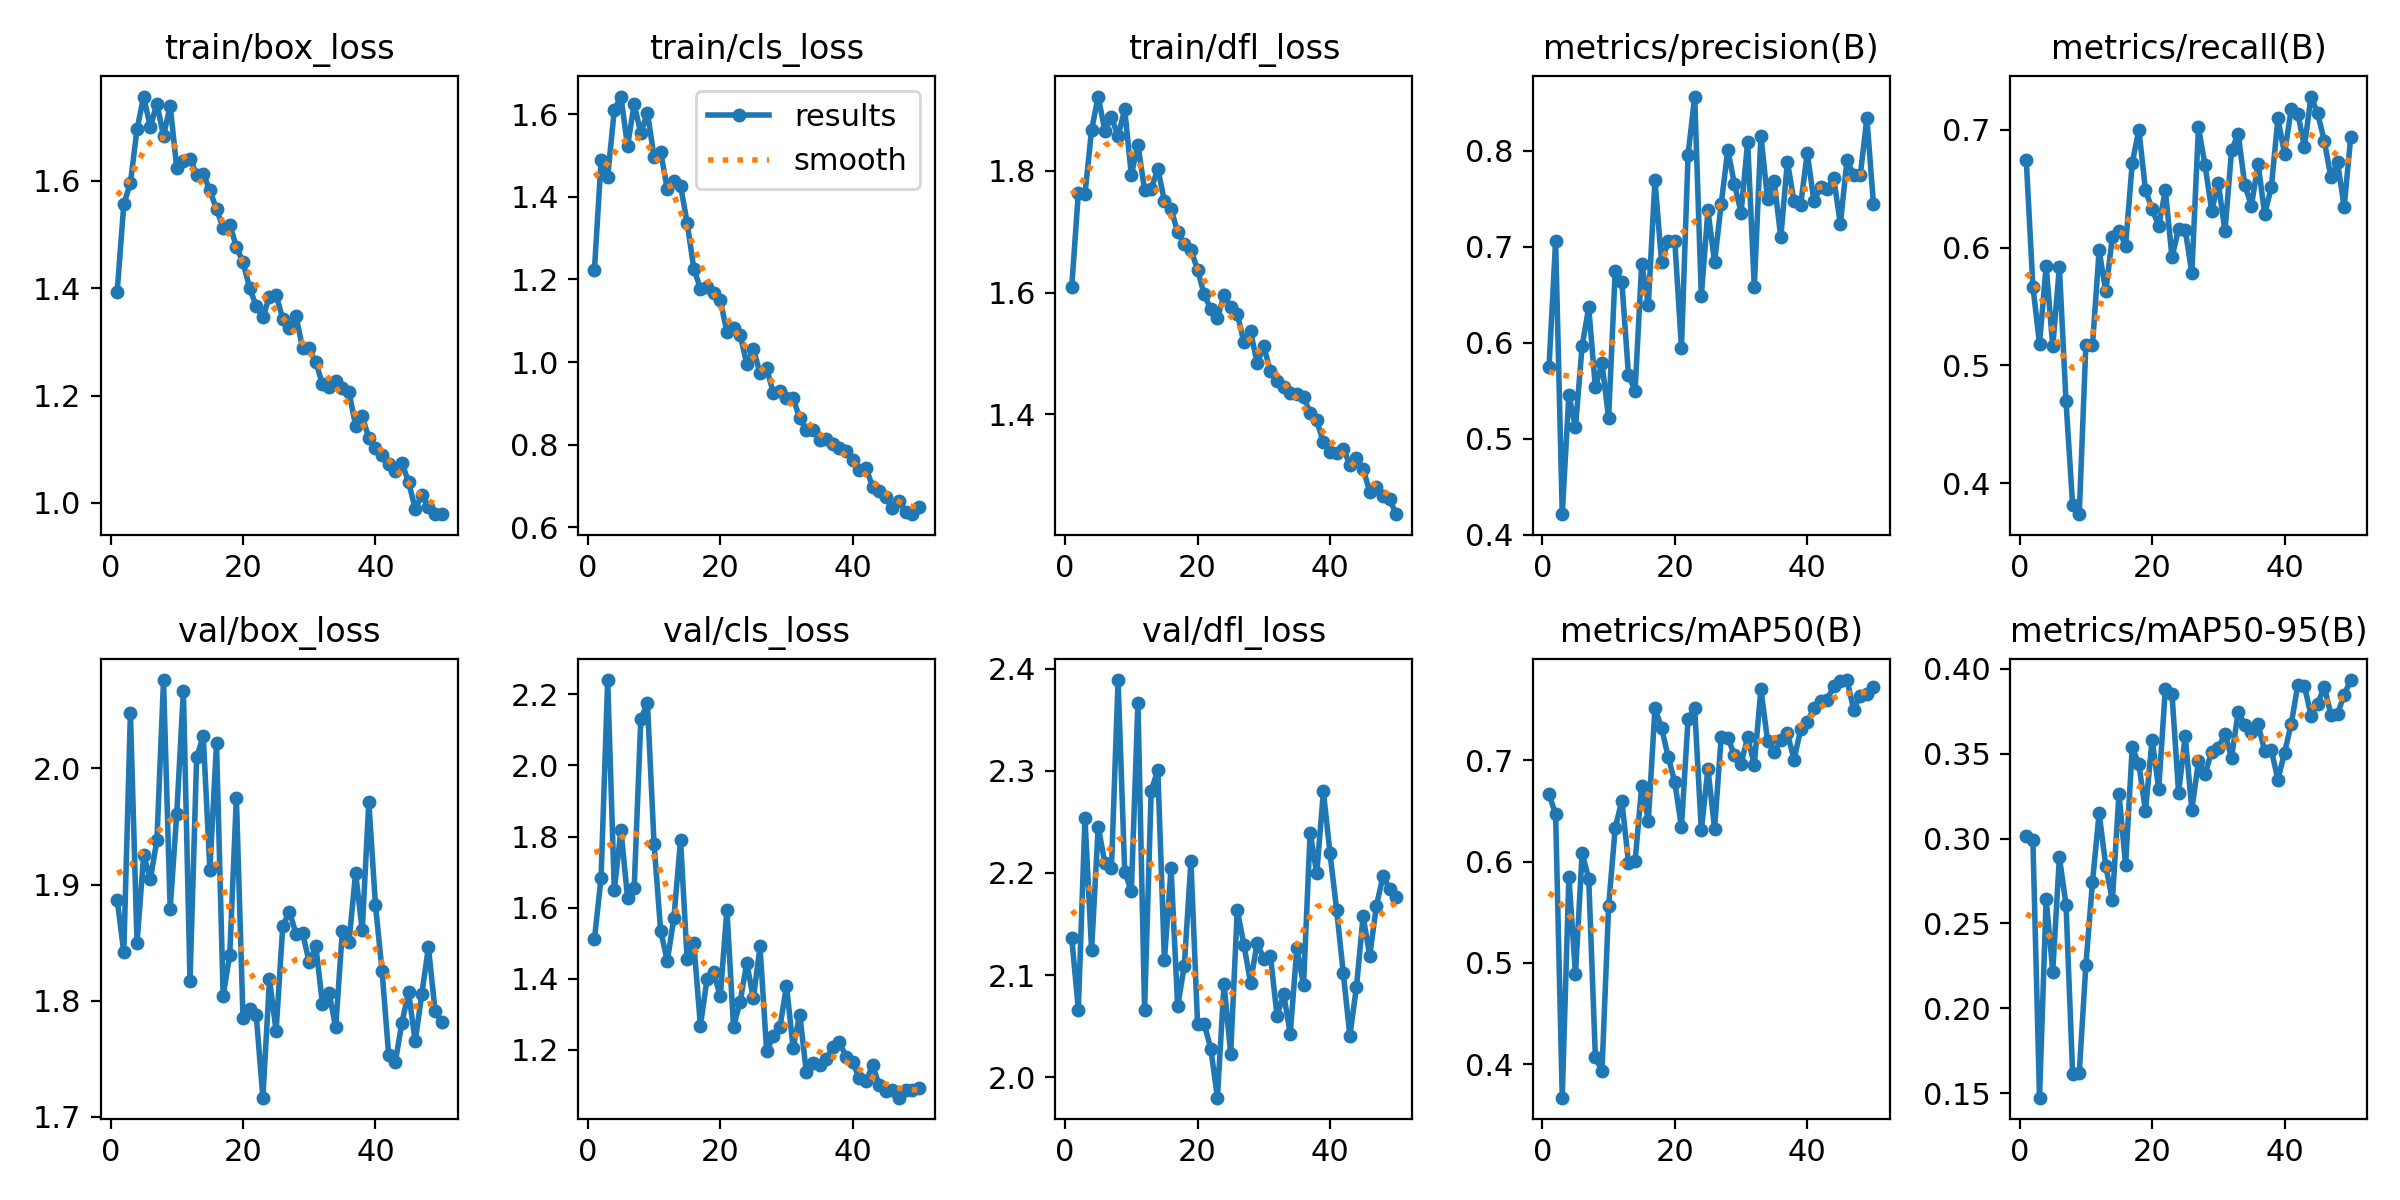 train/box_loss
1.6
1.4
1.2
1.0
0 20 40
train/cls_loss
results
smooth
1.6
1.4
1.2
1.0
0.8
0.6
0 20 40
train/dfl_loss
1.8
1.6
1.4
0 20 40
metrics/precision(B)
0.8
0.7
0.6
0.5
0.4
0 20 40
metrics/recall(B)
0.7
0.6
0.5
0.4
0 20 40
val/box_loss
2.0
1.9
1.8
1.7
0 20 40
val/cls_loss
2.2
2.0
1.8
1.6
1.4
1.2
0 20 40
val/dfl_loss
2.4
2.3
2.2
2.1
2.0
0 20 40
metrics/mAP50(B)
0.7
0.6
0.5
0.4
0 20 40
metrics/mAP50-95(B)
0.40
0.35
0.30
0.25
0.20
0.15
0 20 40